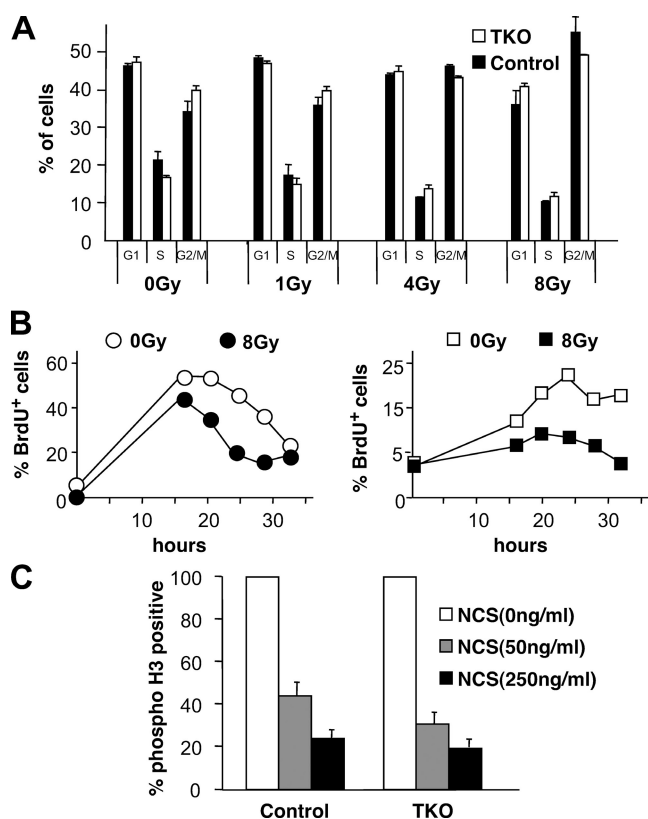 A
TKO
Control
% of cells
50
40
30
20
10
0
G1 S G2/M G1 S G2/M G1 S G2/M G1 S G2/M
0Gy 1Gy 4Gy 8Gy
B
0Gy 8Gy
% BrdU+ cells
60
40
20
0
10 20 30
hours
0Gy 8Gy
% BrdU+ cells
25
15
5
0
10 20 30
hours
C
% phospho H3 positive
100
80
60
40
20
0
NCS(0ng/ml)
NCS(50ng/ml)
NCS(250ng/ml)
Control TKO